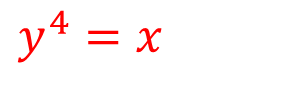 y⁴ = x